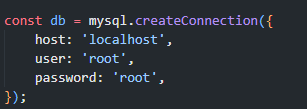 const db = mysql.createConnection({
    host: 'localhost',
    user: 'root',
    password: 'root',
});